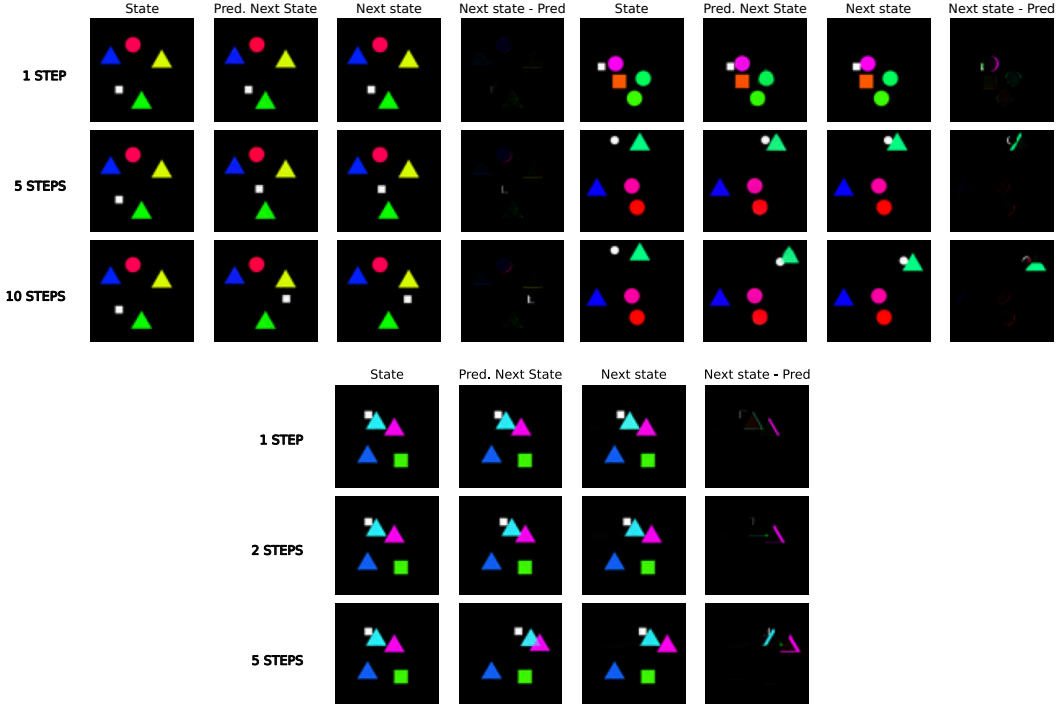 State Pred. Next State Next state Next state - Pred State Pred. Next State Next state Next state - Pred
1 STEP
5 STEPS
10 STEPS
State Pred. Next State Next state Next state - Pred
1 STEP
2 STEPS
5 STEPS